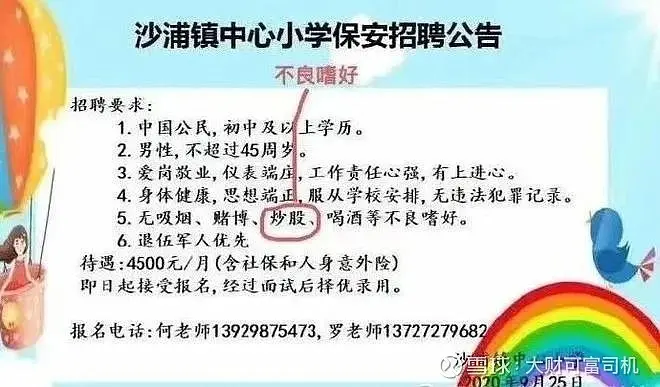 沙浦镇中心小学保安招聘公告
不良嗜好
招聘要求:
1.中国公民,初中及以上学历。
2.男性,不超过45周岁。
3.爱岗敬业,仪表端庄,工作责任心强,有上进心。
4.身体健康,思想端正,服从学校安排,无违法犯罪记录。
5.无吸烟、赌博、炒股、喝酒等不良嗜好。
6.退伍军人优先
待遇:4500元/月(含社保和人身意外险)
即日起接受报名,经过面试后择优录用。
报名电话:何老师13929875473,罗老师13727279682
沙 镇中 小学
2020年9月25日
雪球:大财可富司机